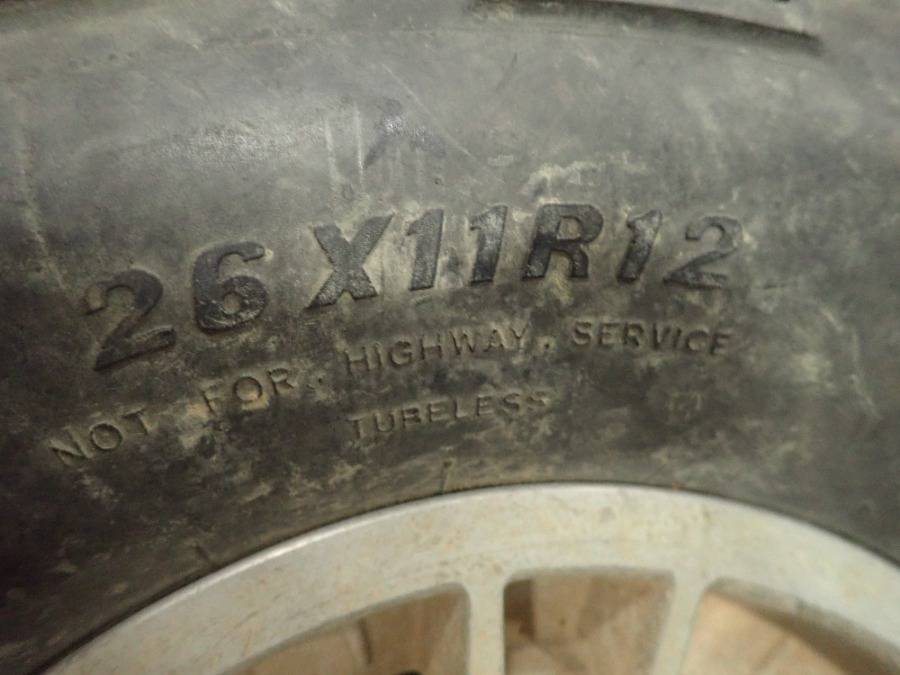 26X11R12
NOT FOR HIGHWAY SERVICE
TUBELESS